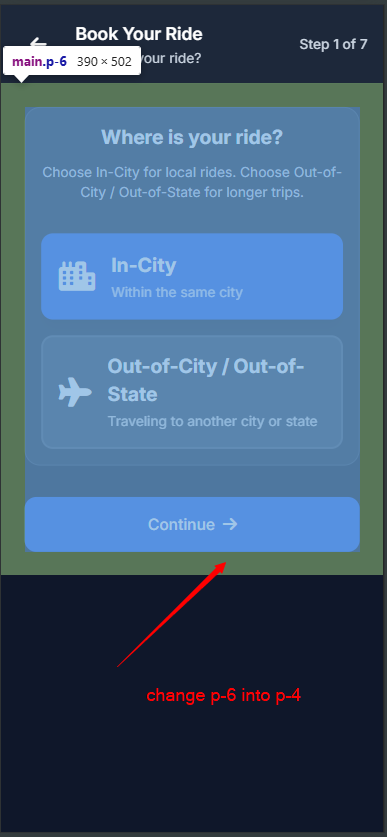 Book Your Ride
your ride?
Step 1 of 7
main.p-6 390 × 502
Where is your ride?
Choose In-City for local rides. Choose Out-of-
City / Out-of-State for longer trips.
In-City
Within the same city
Out-of-City / Out-of-
State
Traveling to another city or state
Continue →
change p-6 into p-4